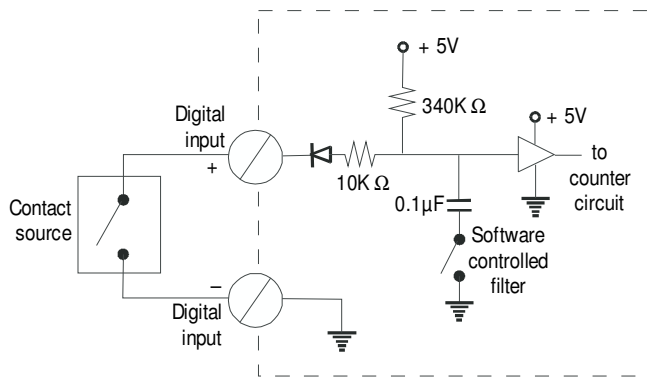 + 5V
Digital
input
+
340K Ω
+ 5V
to
counter
circuit
10K Ω
0.1µF
Contact
source
Software
controlled
filter
–
Digital
input